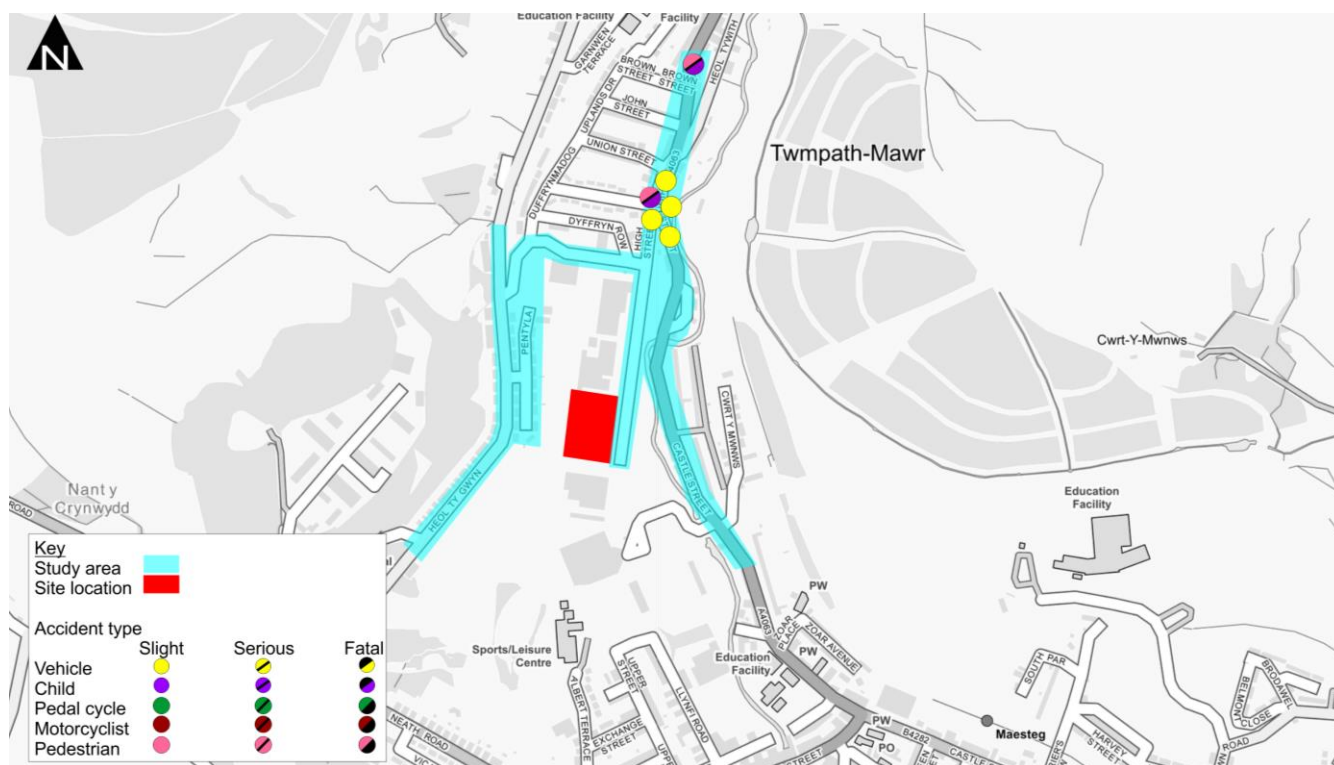 N
Education Facility
Facility
GARNWEN
TERRACE
BROWN
STREET
BROWN
STREET
HEOL TYWITH
UPLANDS DR
JOHN
STREET
UNION STREET
4063
DUFFRYNMADOG
Twmpath-Mawr
DYFFRYN
ROW
HIGH
STREET
PENTYLA
Cwrt-Y-Mwnws
CWRT Y MWNWS
CASTLE STREET
HEOL TY GWYN
Nant y
Crynwydd
ROAD
Education
Facility
Key
Study area
Site location
Accident type
Slight Serious Fatal
Vehicle
Child
Pedal cycle
Motorcyclist
Pedestrian
PW
ZOAR
PLACE
ZOAR AVENUE
PW
A4063
Sports/Leisure
Centre
Education
Facility
UPPER
STREET
LLYNFI ROAD
ALBERT TERRACE
EXCHANGE
STREET
NEATH ROAD
PW
PO
B4282
CASTLE
Maesteg
SOUTH PAR
HARVEY
STREET
BELMONT
CLOSE
BRODAWEL
ROAD